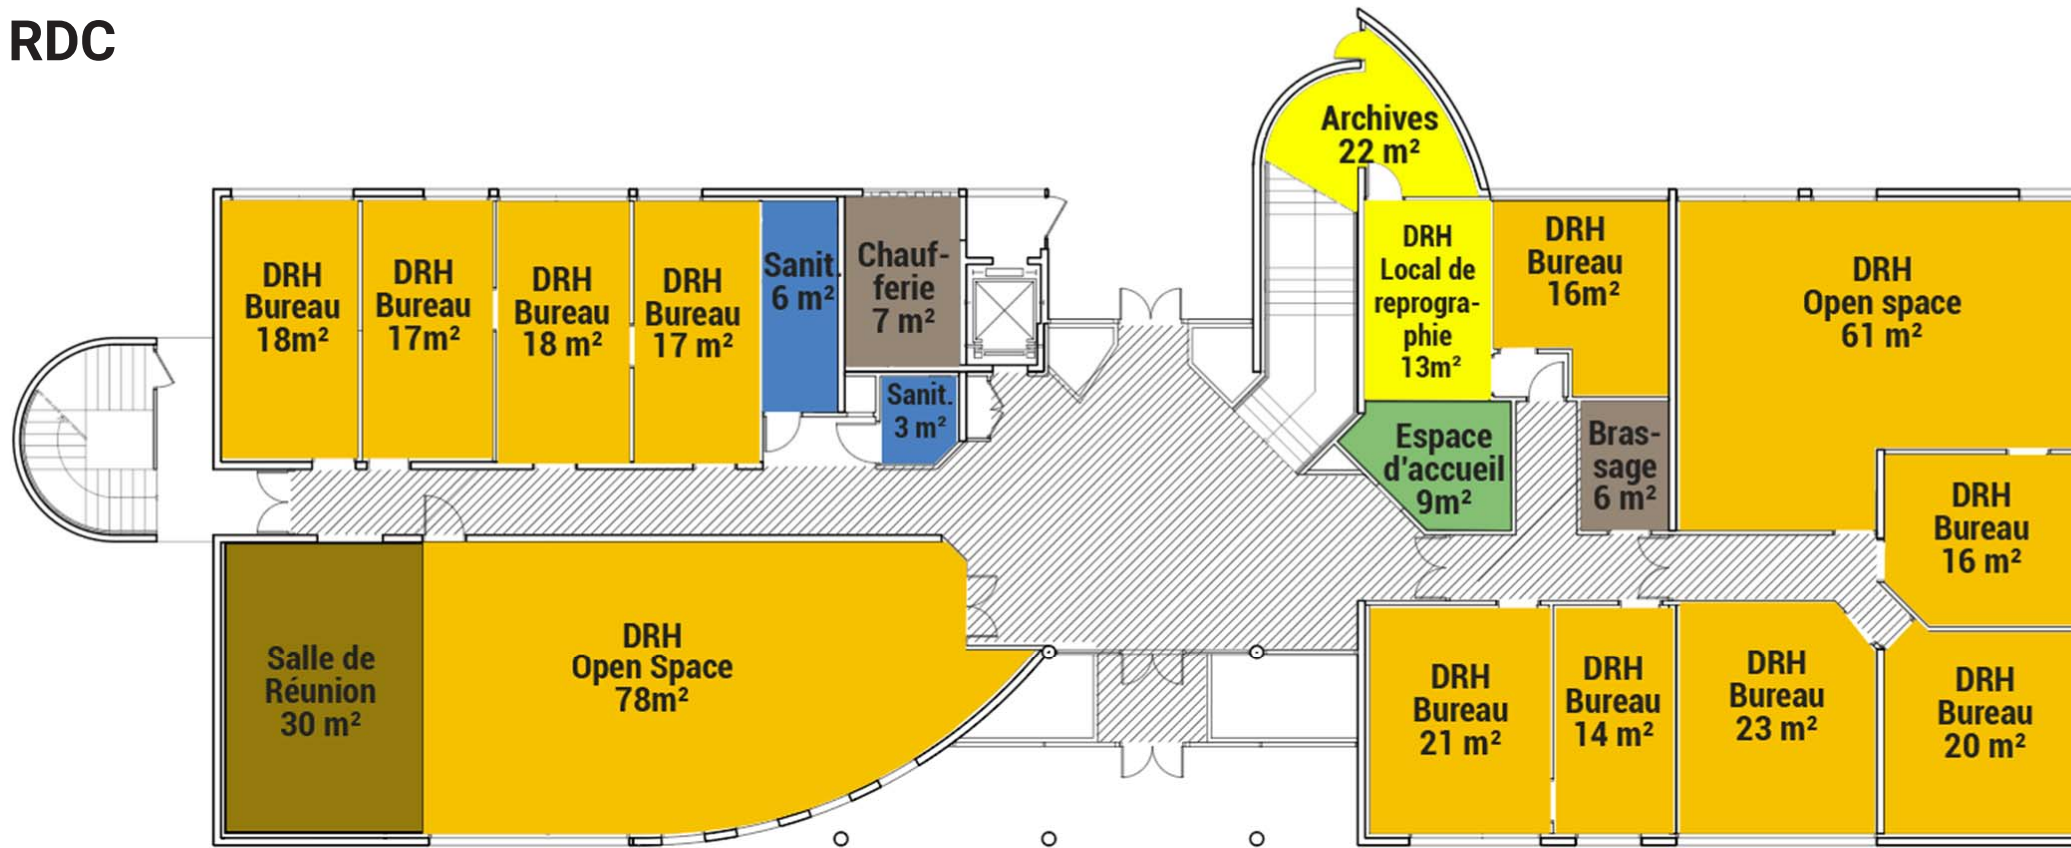 RDC
Archives
22 m²
DRH
Bureau
18m²
DRH
Bureau
17m²
DRH
Bureau
18 m²
DRH
Bureau
17 m²
Sanit.
6 m²
Chauf-
ferie
7 m²
Sanit.
3 m²
DRH
Local de
reprogra-
phie
13m²
DRH
Bureau
16m²
DRH
Open space
61 m²
Espace
d'accueil
9m²
Bras-
sage
6 m²
DRH
Bureau
16 m²
Salle de
Réunion
30 m²
DRH
Open Space
78m²
DRH
Bureau
21 m²
DRH
Bureau
14 m²
DRH
Bureau
23 m²
DRH
Bureau
20 m²